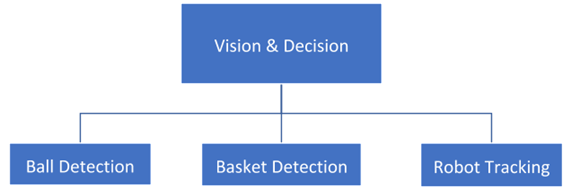 Vision & Decision
Ball Detection
Basket Detection
Robot Tracking